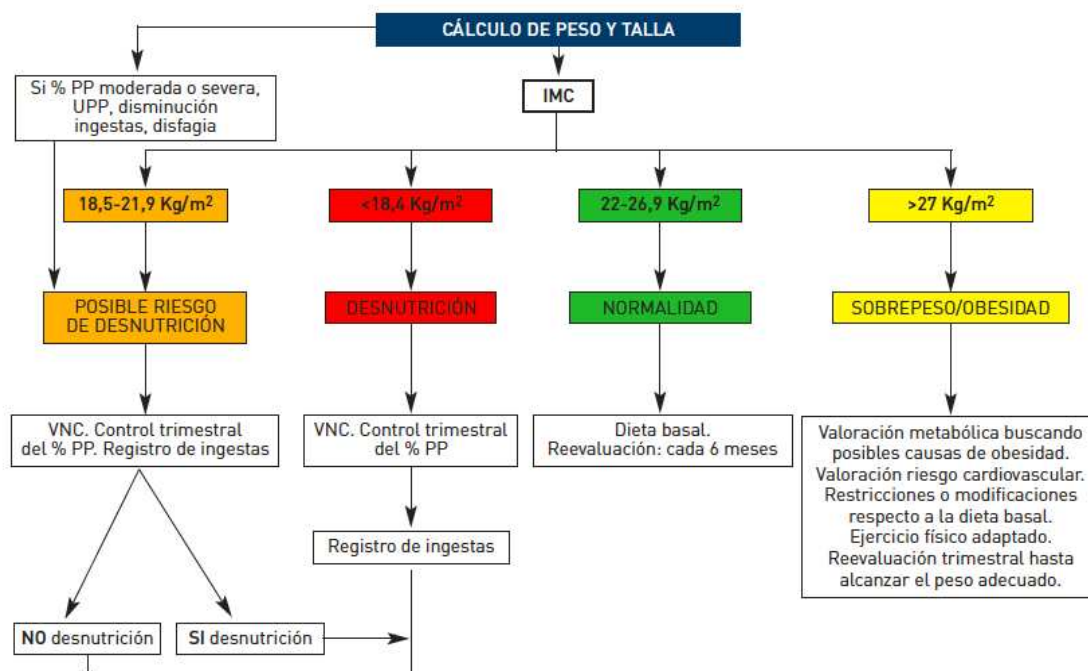 CÁLCULO DE PESO Y TALLA
Si % PP moderada o severa,
UPP, disminución
ingestas, disfagia
IMC
18,5-21,9 Kg/m²
<18,4 Kg/m²
22-26,9 Kg/m²
>27 Kg/m²
POSIBLE RIESGO
DE DESNUTRICIÓN
DESNUTRICIÓN
NORMALIDAD
SOBREPESO/OBESIDAD
VNC. Control trimestral
del % PP. Registro de ingestas
VNC. Control trimestral
del % PP
Dieta basal.
Reevaluación: cada 6 meses
Valoración metabólica buscando
posibles causas de obesidad.
Valoración riesgo cardiovascular.
Restricciones o modificaciones
respecto a la dieta basal.
Ejercicio físico adaptado.
Reevaluación trimestral hasta
alcanzar el peso adecuado.
Registro de ingestas
NO desnutrición
SI desnutrición